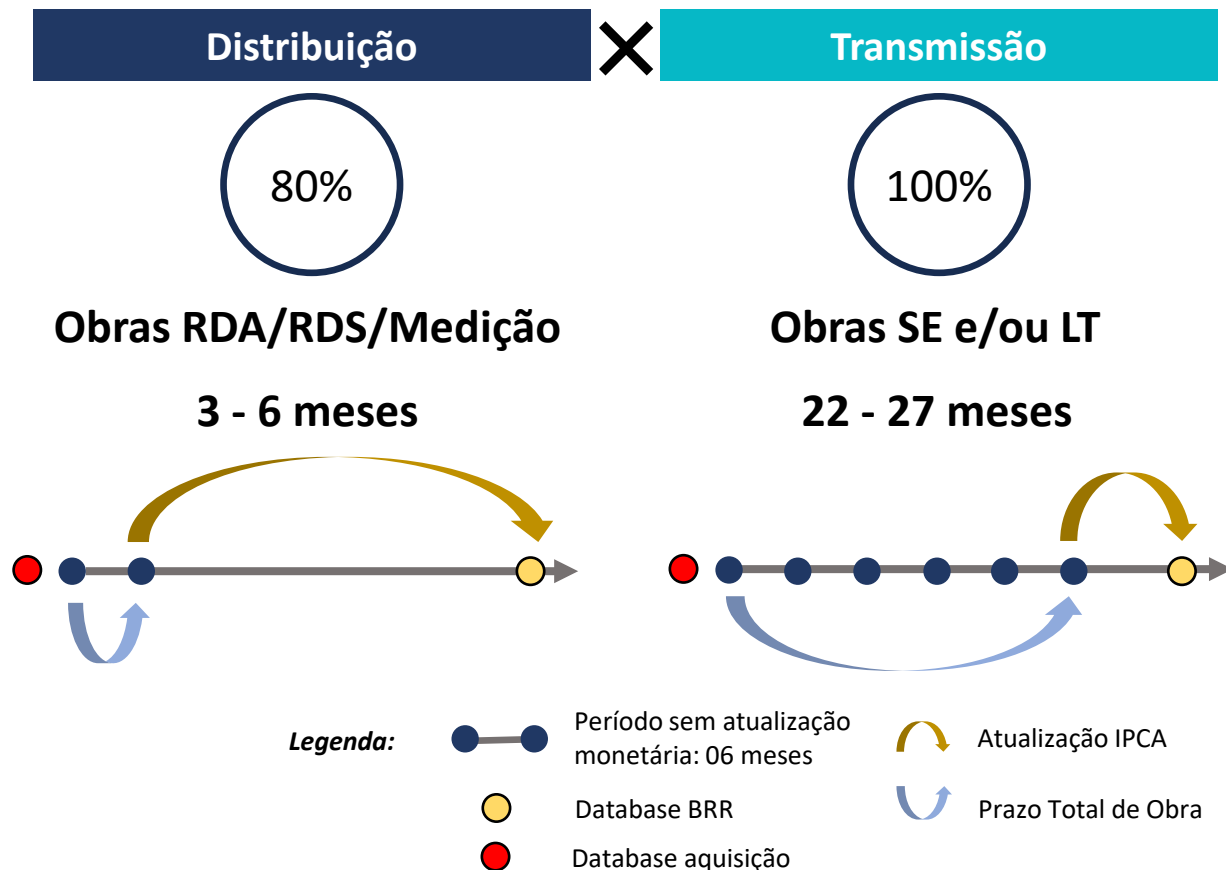 Distribuição
Transmissão
80%
100%
Obras RDA/RDS/Medição
Obras SE e/ou LT
3 - 6 meses
22 - 27 meses
Legenda:
Período sem atualização
monetária: 06 meses
Atualização IPCA
Database BRR
Prazo Total de Obra
Database aquisição